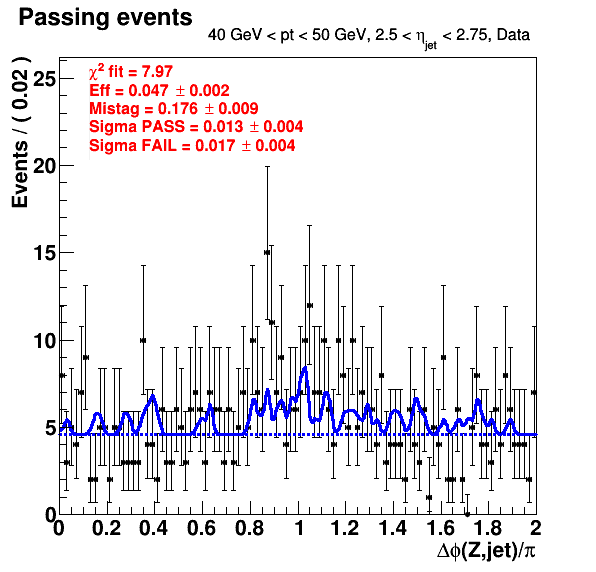 Passing events
40 GeV < pt < 50 GeV, 2.5 < ηjet < 2.75, Data
χ² fit = 7.97
Eff = 0.047 ± 0.002
Mistag = 0.176 ± 0.009
Sigma PASS = 0.013 ± 0.004
Sigma FAIL = 0.017 ± 0.004
Events / ( 0.02 )
25
20
15
10
5
0
0 0.2 0.4 0.6 0.8 1 1.2 1.4 1.6 1.8 2
Δϕ(Z,jet)/π